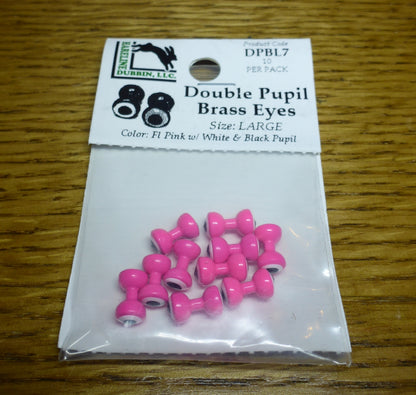 HARELINE
DUBBIN, LLC.
Product Code
DPBL7
10
PER PACK
Double Pupil
Brass Eyes
Size: LARGE
Color: Fl Pink w/ White & Black Pupil